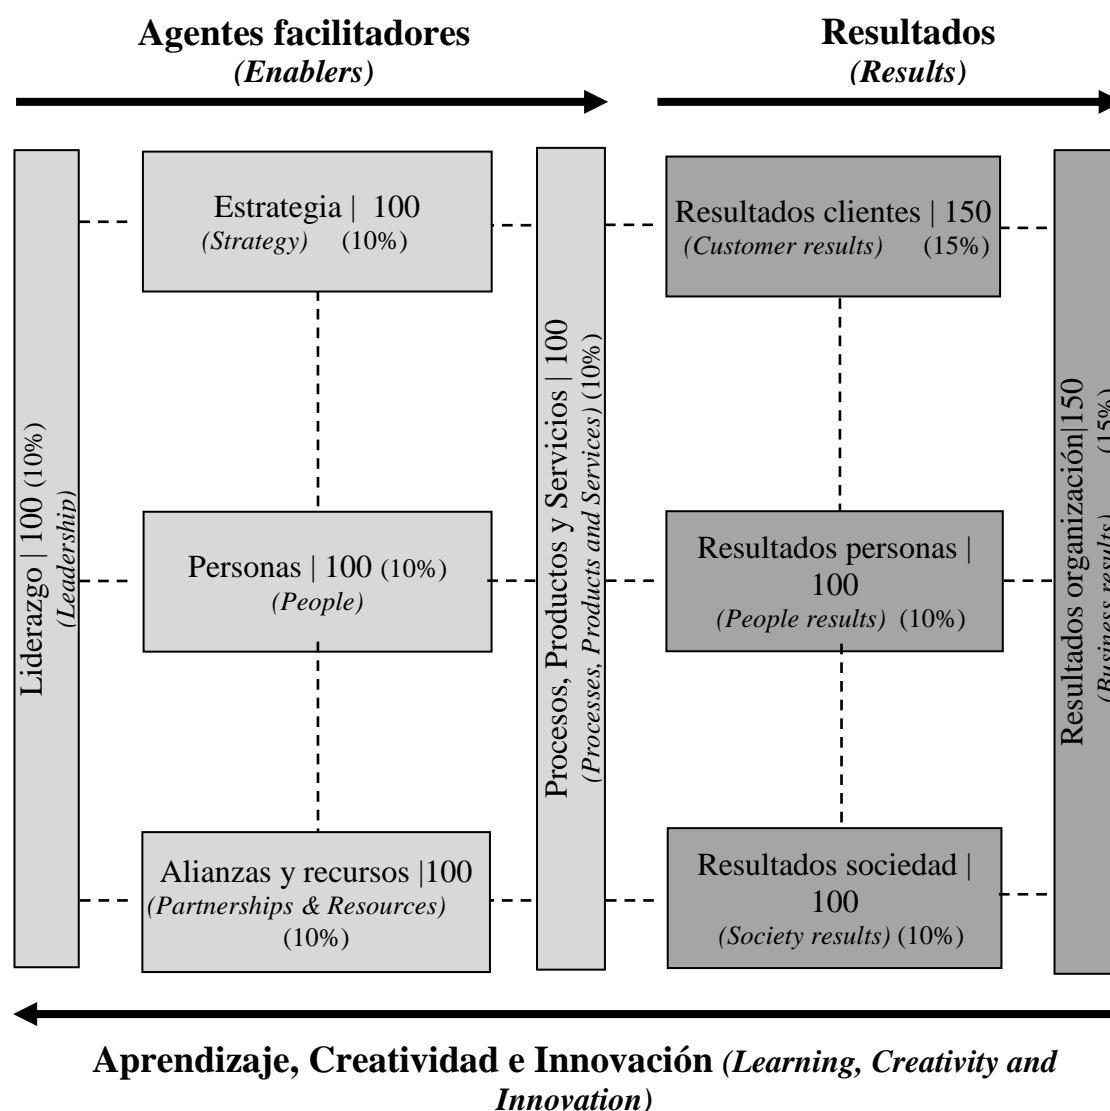 Agentes facilitadores
(Enablers)
Resultados
(Results)
Liderazgo | 100 (10%)
(Leadership)
Estrategia | 100
(Strategy) (10%)
Personas | 100 (10%)
(People)
Alianzas y recursos |100
(Partnerships & Resources)
(10%)
Procesos, Productos y Servicios | 100
(Processes, Products and Services) (10%)
Resultados clientes | 150
(Customer results) (15%)
Resultados personas |
100
(People results) (10%)
Resultados sociedad |
100
(Society results) (10%)
Resultados organización|150
(Business results) (15%)
Aprendizaje, Creatividad e Innovación (Learning, Creativity and
Innovation)